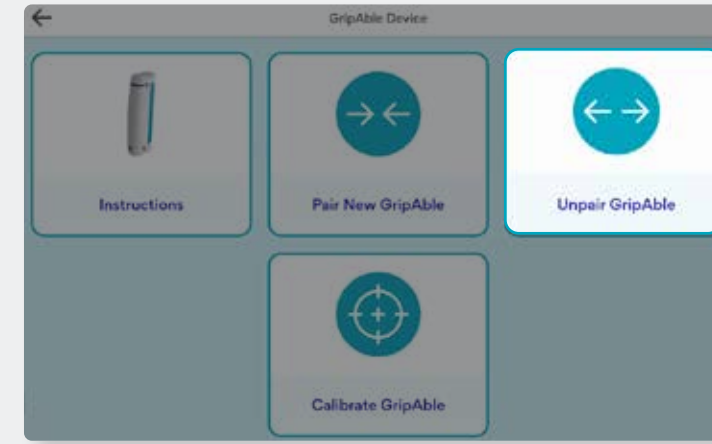 GripAble Device
Instructions
Pair New GripAble
Unpair GripAble
Calibrate GripAble